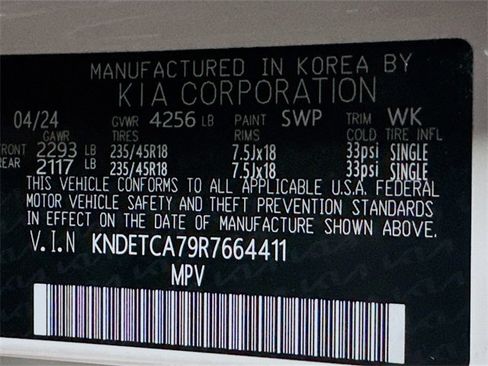 MANUFACTURED IN KOREA BY
KIA CORPORATION
04/24 GVWR 4256 LB PAINT SWP TRIM WK
GAWR TIRES RIMS COLD TIRE INFL
FRONT 2293 LB 235/45R18 7.5Jx18 33psi SINGLE
REAR 2117 LB 235/45R18 7.5Jx18 33psi SINGLE
THIS VEHICLE CONFORMS TO ALL APPLICABLE U.S.A. FEDERAL
MOTOR VEHICLE SAFETY AND THEFT PREVENTION STANDARDS
IN EFFECT ON THE DATE OF MANUFACTURE SHOWN ABOVE.
V.I.N KNDETCA79R7664411
MPV